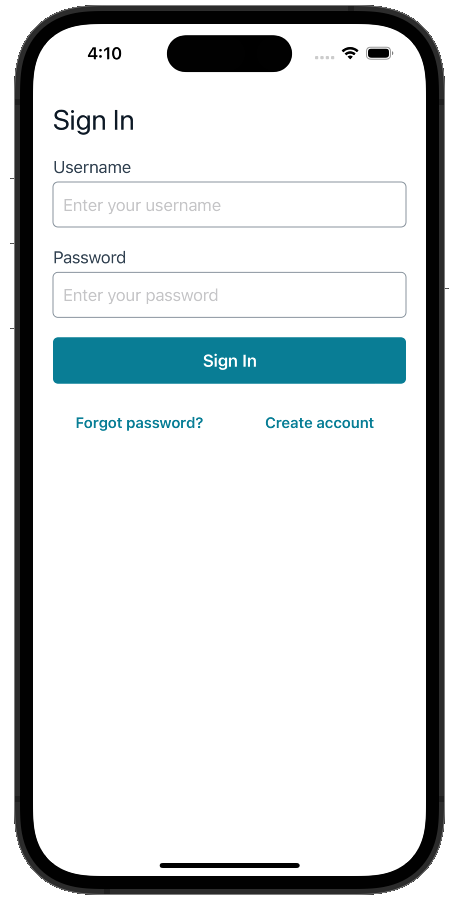 4:10
Sign In
Username
Enter your username
Password
Enter your password
Sign In
Forgot password? Create account